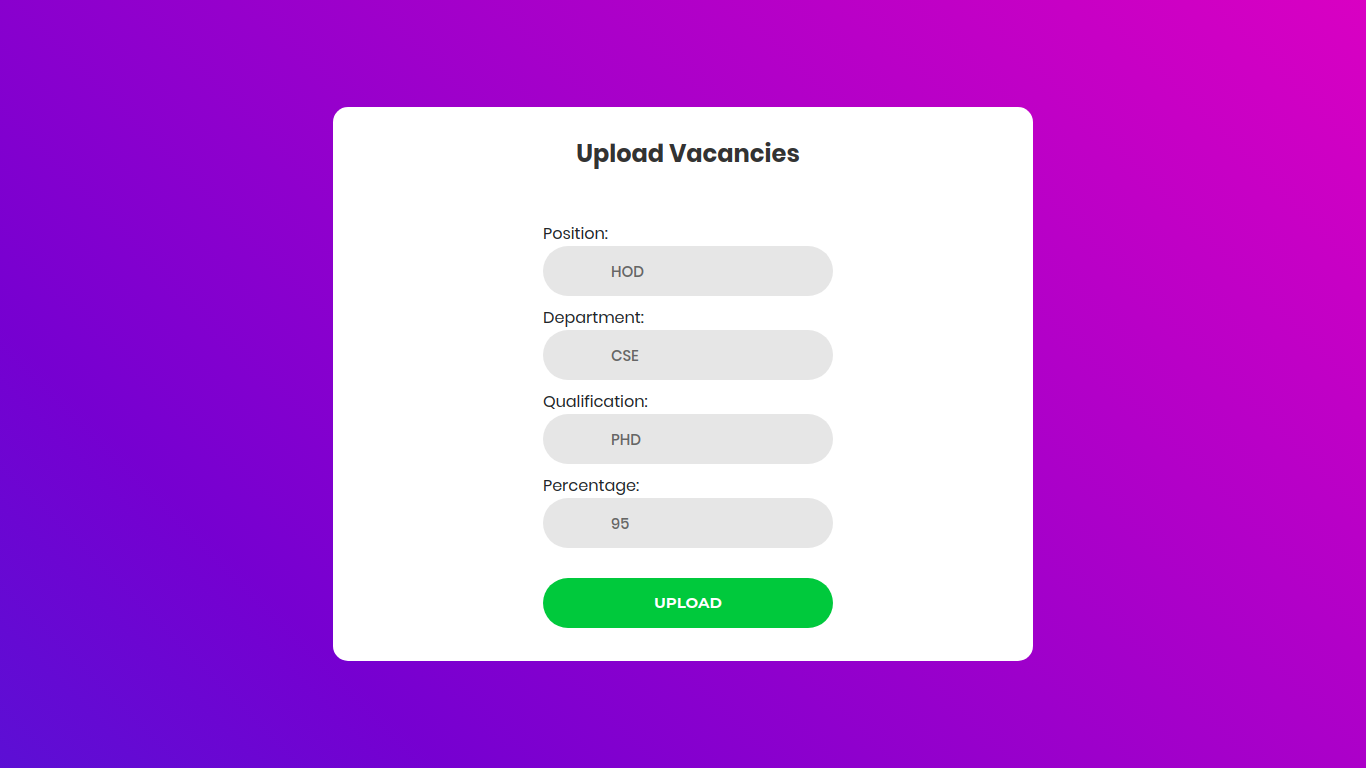 Upload Vacancies
Position:
HOD
Department:
CSE
Qualification:
PHD
Percentage:
95
UPLOAD